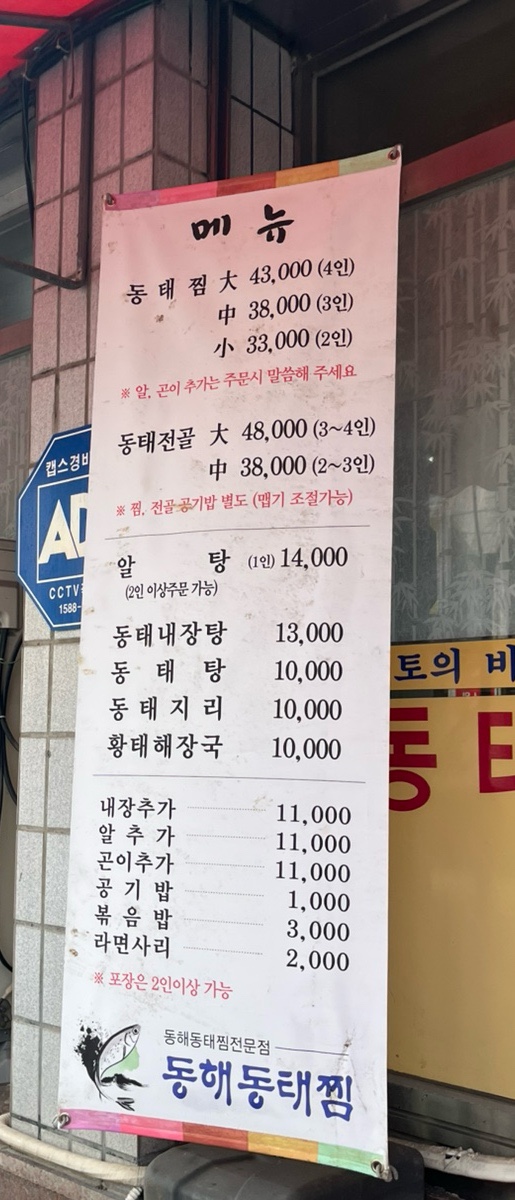 메 뉴
동 태 찜 大 43,000 (4인)
中 38,000 (3인)
小 33,000 (2인)
※ 알, 곤이 추가는 주문시 말씀해 주세요
동태전골 大 48,000 (3~4인)
中 38,000 (2~3인)
※ 찜, 전골 공기밥 별도 (맵기 조절가능)
알 탕 (1인) 14,000
(2인 이상주문 가능)
동태내장탕 13,000
동 태 탕 10,000
동 태 지 리 10,000
황태해장국 10,000
내장추가 11,000
알 추 가 11,000
곤이추가 11,000
공 기 밥 1,000
볶 음 밥 3,000
라면사리 2,000
※ 포장은 2인이상 가능
동해동태찜전문점
동해동태찜
캡스경비
AD
CCTV
1588-
토의 비
동 태